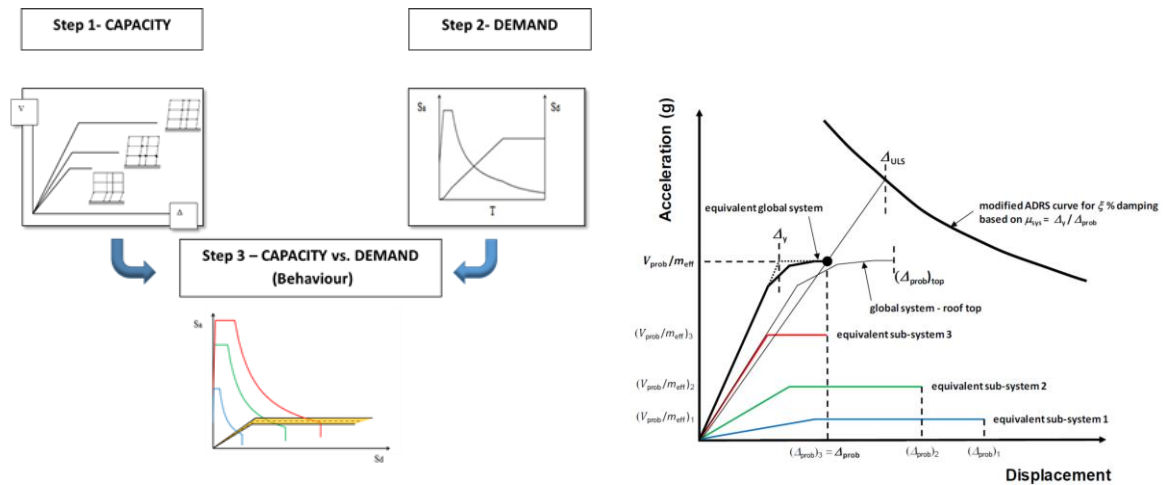 Step 1- CAPACITY
Step 2- DEMAND
V
Δ
Sa
Sd
T
Step 3 – CAPACITY vs. DEMAND
(Behaviour)
Sa
Sd
Acceleration (g)
Δ_ULS
modified ADRS curve for ξ % damping
based on μ_sys = Δ_y / Δ_prob
equivalent global system
Δ_y
V_prob/m_eff
(Δ_prob)_top
global system - roof top
(V_prob/m_eff)_3
equivalent sub-system 3
(V_prob/m_eff)_2
equivalent sub-system 2
(V_prob/m_eff)_1
equivalent sub-system 1
(Δ_prob)_3 = Δ_prob
(Δ_prob)_2
(Δ_prob)_1
Displacement